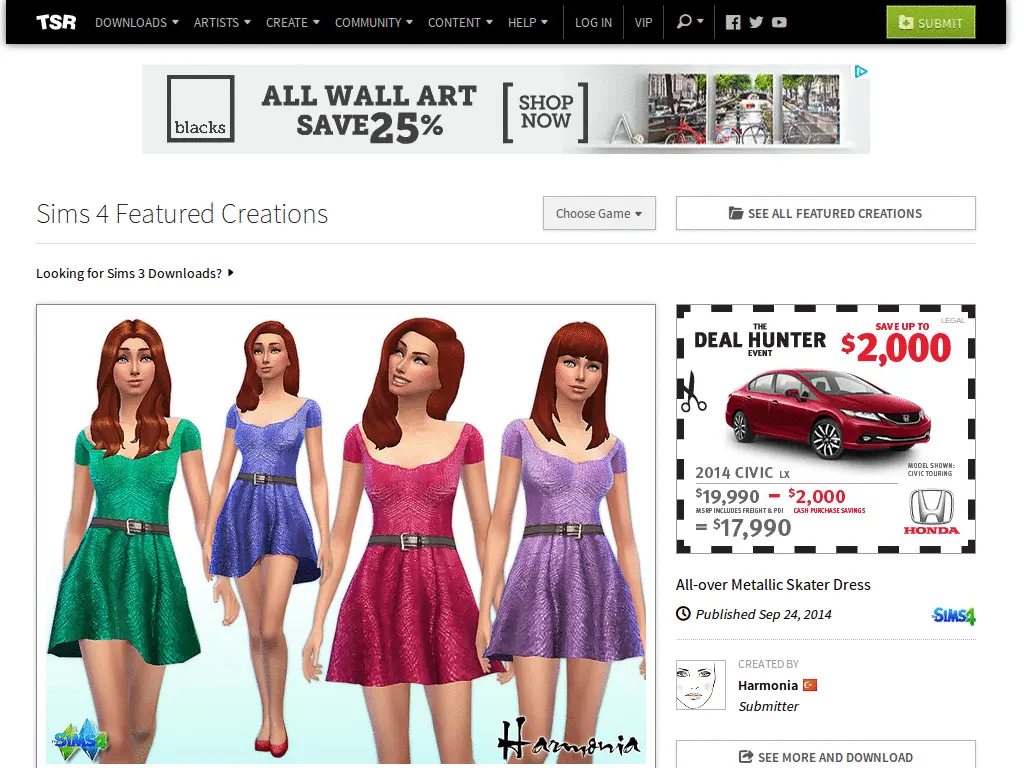 TSR DOWNLOADS ARTISTS CREATE COMMUNITY CONTENT HELP LOG IN VIP SUBMIT
blacks
ALL WALL ART
SAVE 25%
SHOP
NOW
Sims 4 Featured Creations
Choose Game
SEE ALL FEATURED CREATIONS
Looking for Sims 3 Downloads?
THE
DEAL HUNTER
EVENT
LEGAL
SAVE UP TO
$2,000
2014 CIVIC LX
MODEL SHOWN:
CIVIC TOURING
$19,990 – $2,000
MSRP INCLUDES FREIGHT & PDI CASH PURCHASE SAVINGS
= $17,990
HONDA
The SIMS 4
Harmonia
All-over Metallic Skater Dress
Published Sep 24, 2014
The SIMS 4
CREATED BY
Harmonia
Submitter
SEE MORE AND DOWNLOAD